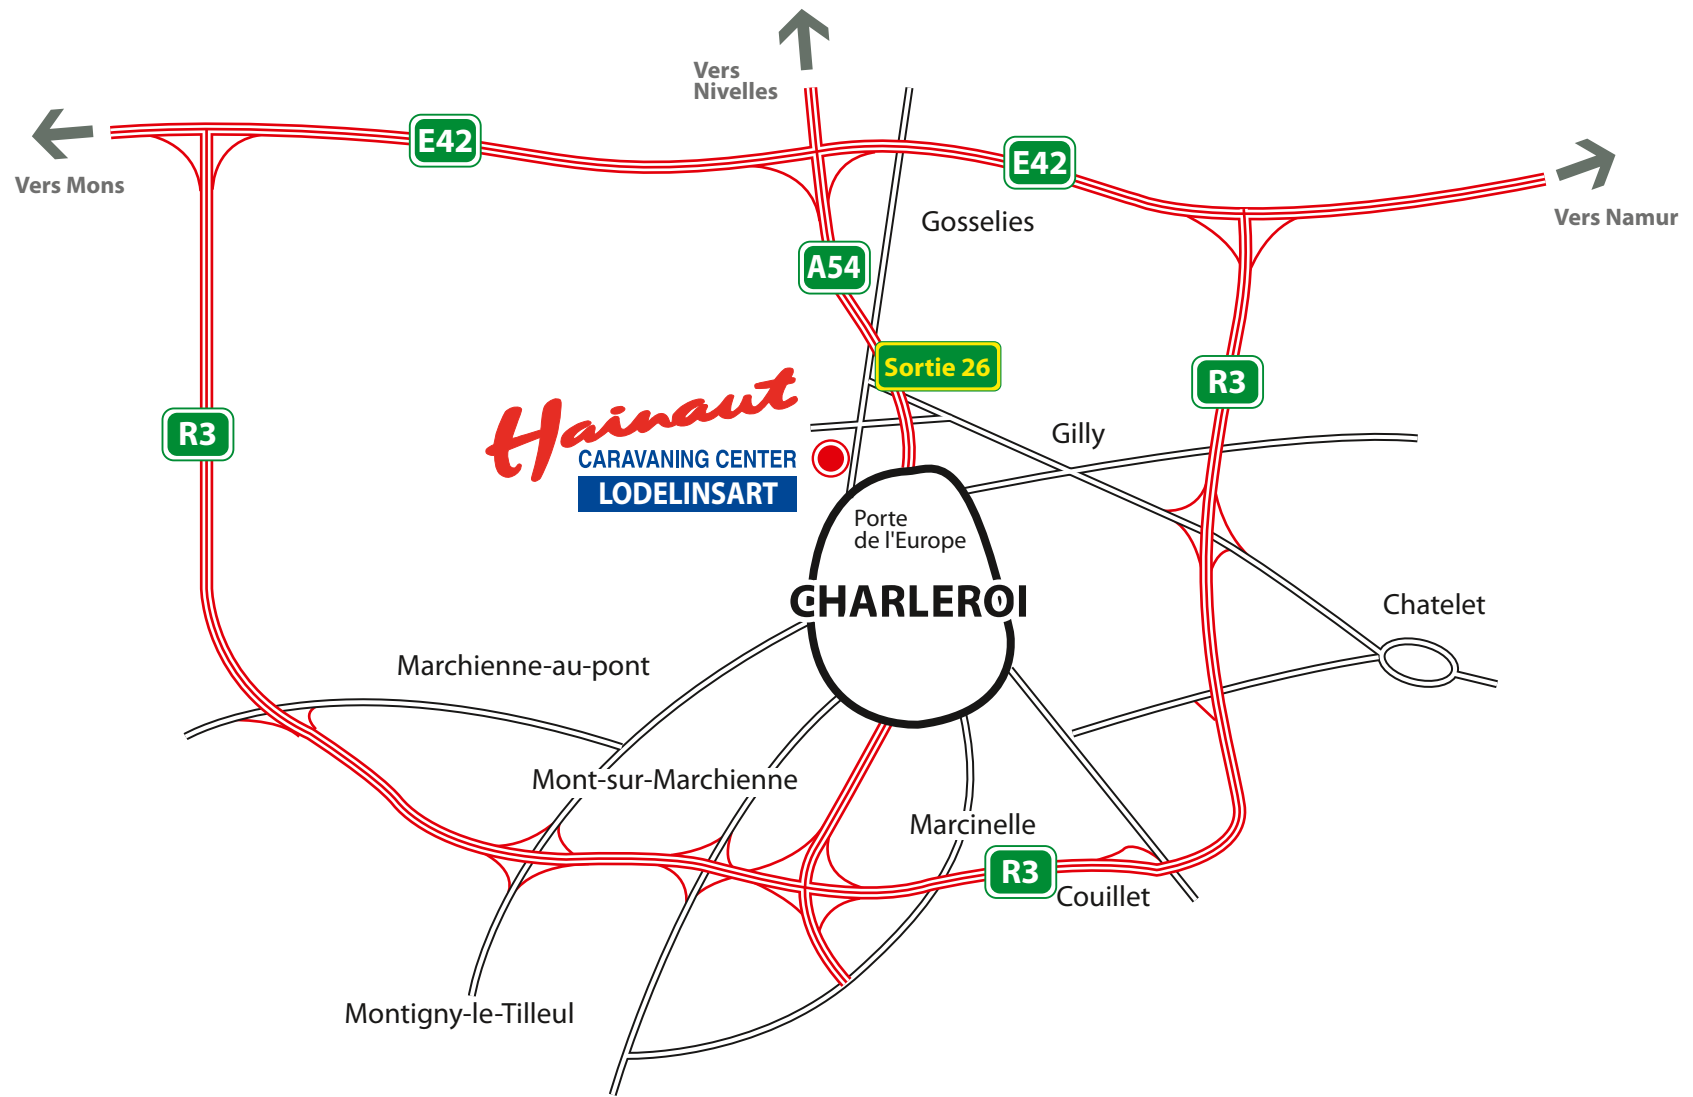 Vers
Nivelles
E42
E42
Vers Mons
Vers Namur
Gosselies
A54
Sortie 26
R3
R3
Hainaut
CARAVANING CENTER
LODELINSART
Gilly
Porte
de l'Europe
CHARLEROI
Chatelet
Marchienne-au-pont
Mont-sur-Marchienne
Marcinelle
R3
Couillet
Montigny-le-Tilleul